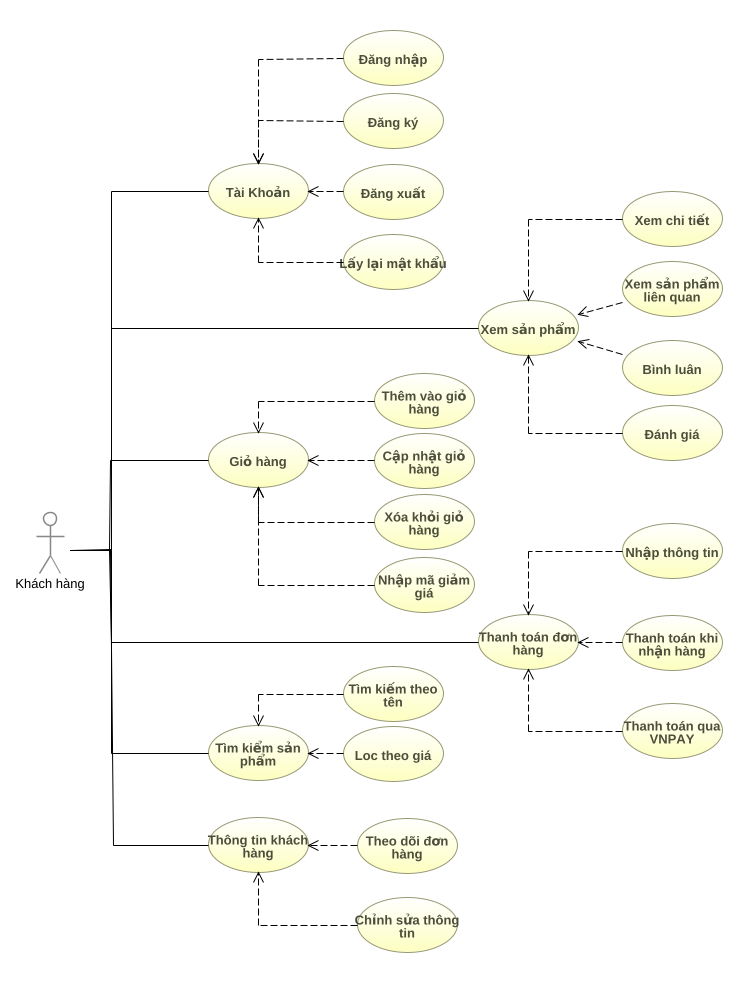 Đăng nhập
Đăng ký
Tài Khoản
Đăng xuất
Lấy lại mật khẩu
Xem chi tiết
Xem sản phẩm
liên quan
Xem sản phẩm
Bình luân
Đánh giá
Thêm vào giỏ
hàng
Giỏ hàng
Cập nhật giỏ
hàng
Xóa khỏi giỏ
hàng
Nhập mã giảm
giá
Khách hàng
Nhập thông tin
Thanh toán đơn
hàng
Thanh toán khi
nhận hàng
Thanh toán qua
VNPAY
Tìm kiếm theo
tên
Tìm kiểm sản
phẩm
Loc theo giá
Thông tin khách
hàng
Theo dõi đơn
hàng
Chỉnh sửa thông
tin